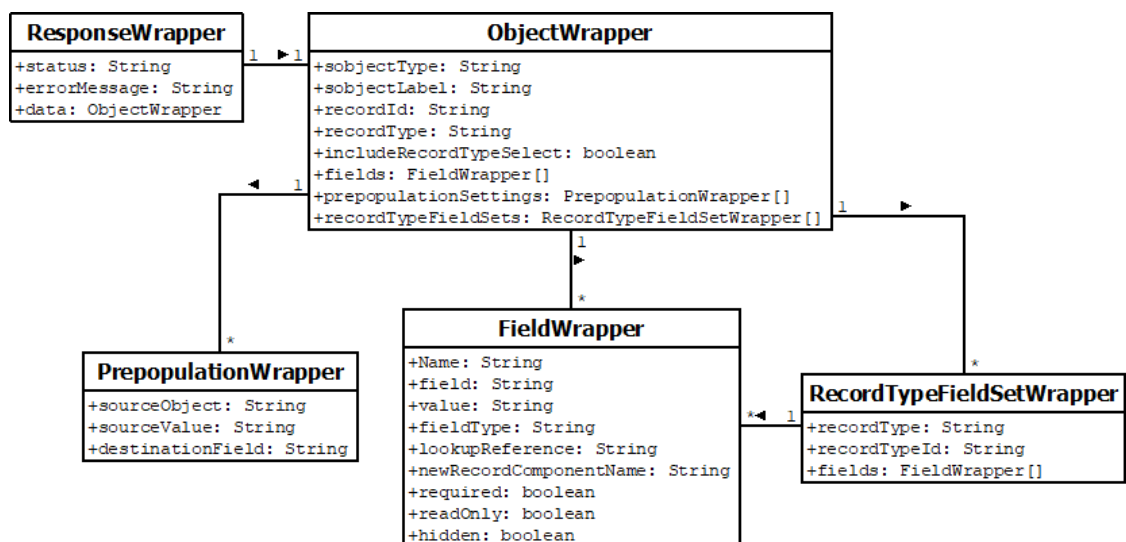 ResponseWrapper
+status: String
+errorMessage: String
+data: ObjectWrapper
1 ► 1
ObjectWrapper
+sobjectType: String
+sobjectLabel: String
+recordId: String
+recordType: String
+includeRecordTypeSelect: boolean
+fields: FieldWrapper[]
+prepopulationSettings: PrepopulationWrapper[]
+recordTypeFieldSets: RecordTypeFieldSetWrapper[]
◄ 1
1 ►
1
►
*
*
*
PrepopulationWrapper
+sourceObject: String
+sourceValue: String
+destinationField: String
FieldWrapper
+Name: String
+field: String
+value: String
+fieldType: String
+lookupReference: String
+newRecordComponentName: String
+required: boolean
+readOnly: boolean
+hidden: boolean
*◄ 1
RecordTypeFieldSetWrapper
+recordType: String
+recordTypeId: String
+fields: FieldWrapper[]